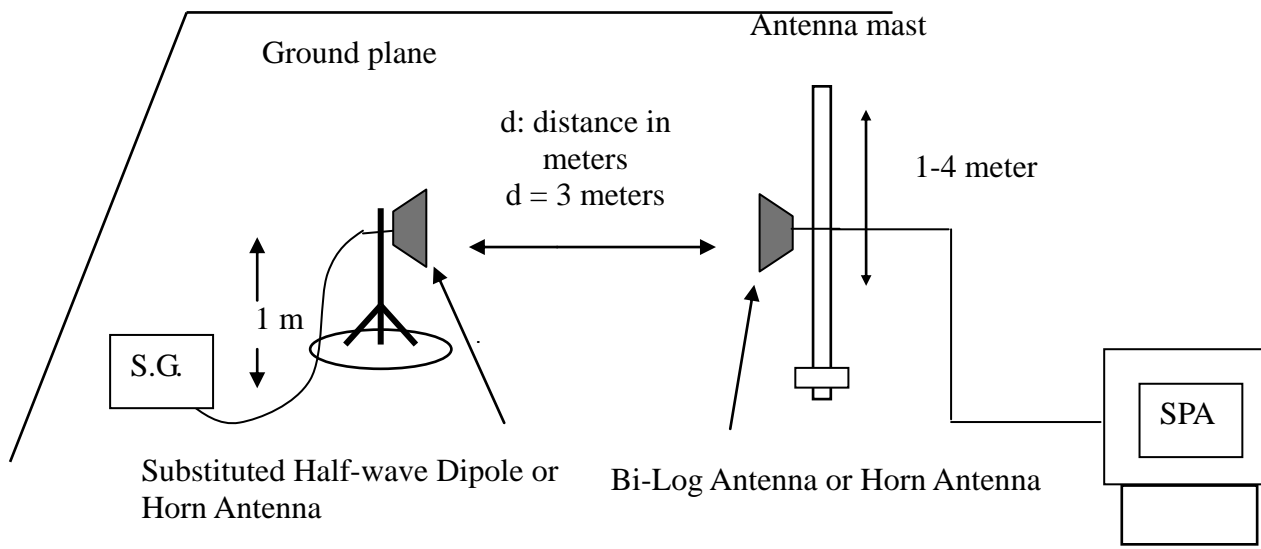 Antenna mast
Ground plane
d: distance in
meters
d = 3 meters
1-4 meter
1 m
S.G.
SPA
Substituted Half-wave Dipole or
Horn Antenna
Bi-Log Antenna or Horn Antenna